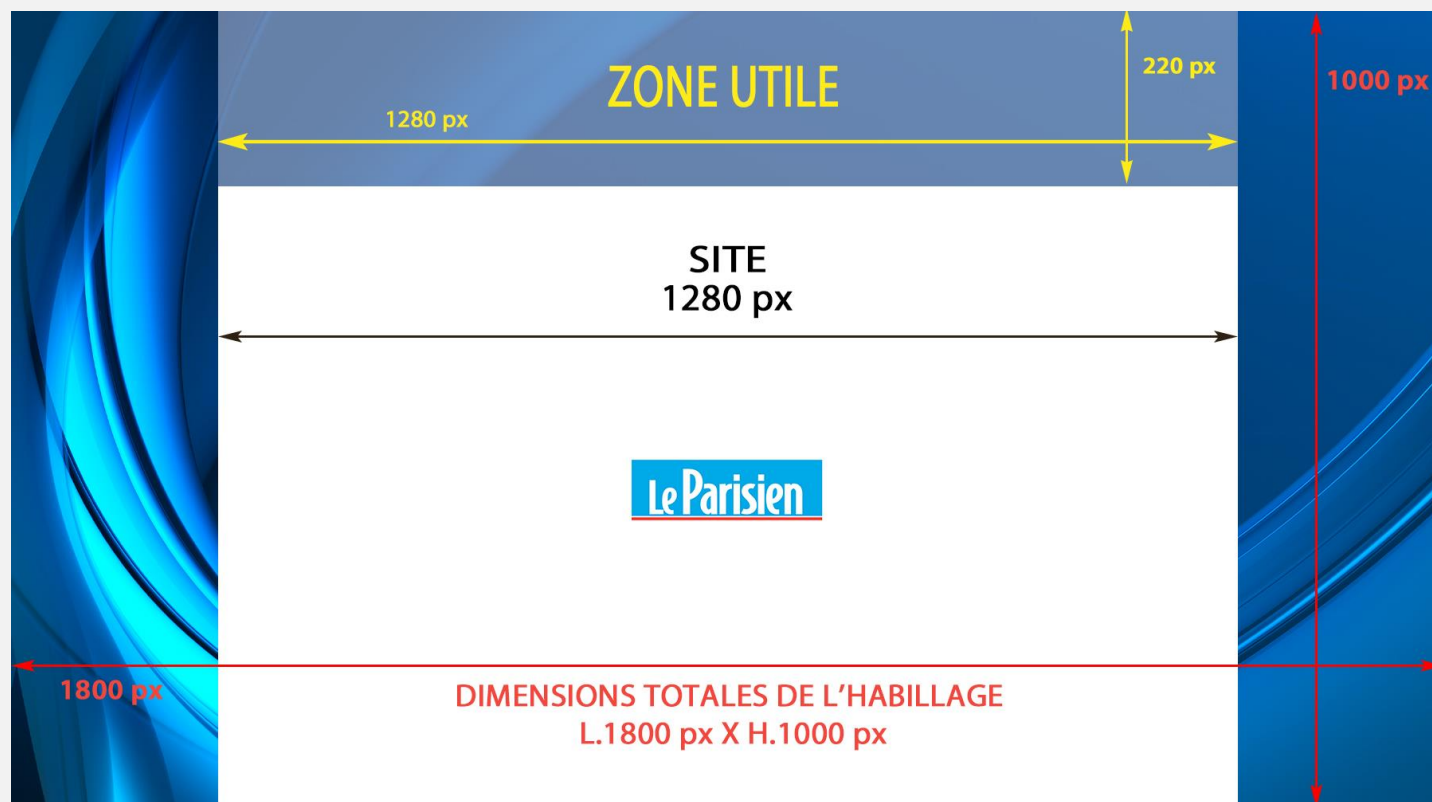 ZONE UTILE
220 px
1000 px
1280 px
SITE
1280 px
Le Parisien
1800 px
DIMENSIONS TOTALES DE L'HABILLAGE
L.1800 px X H.1000 px